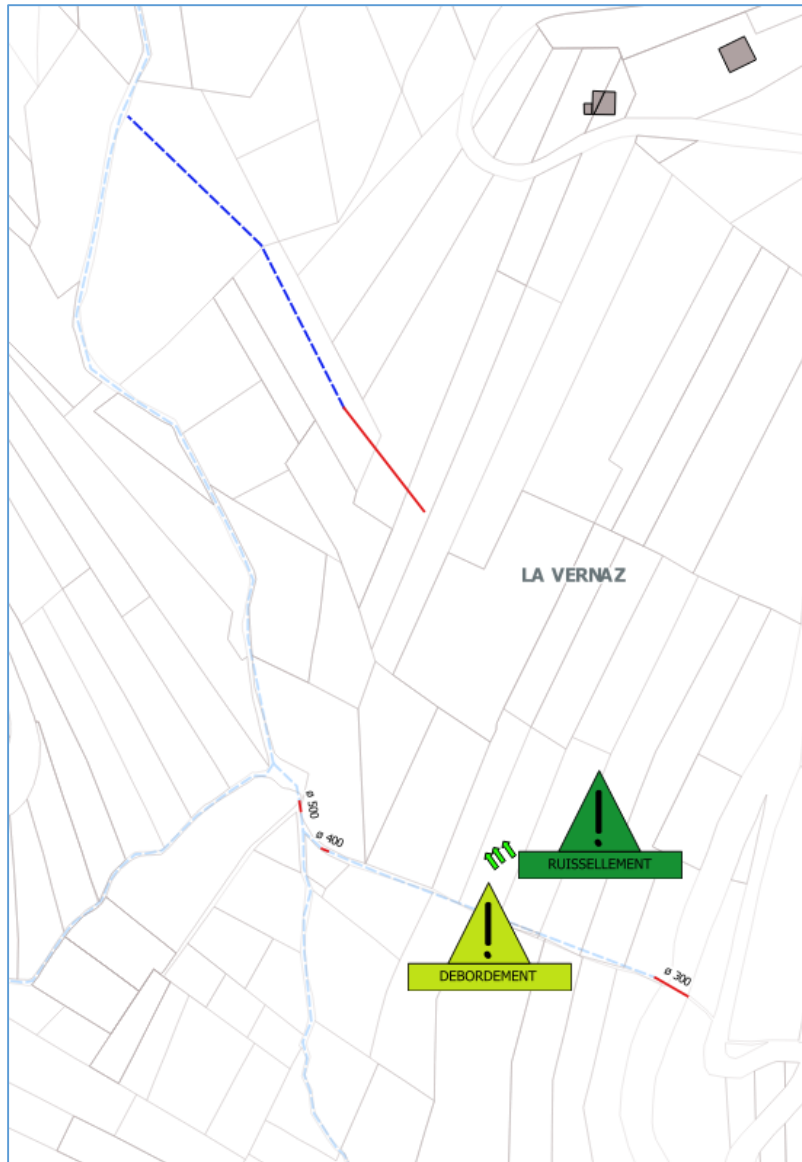 LA VERNAZ
ø 500
ø 400
RUISSELLEMENT
DEBORDEMENT
ø 300